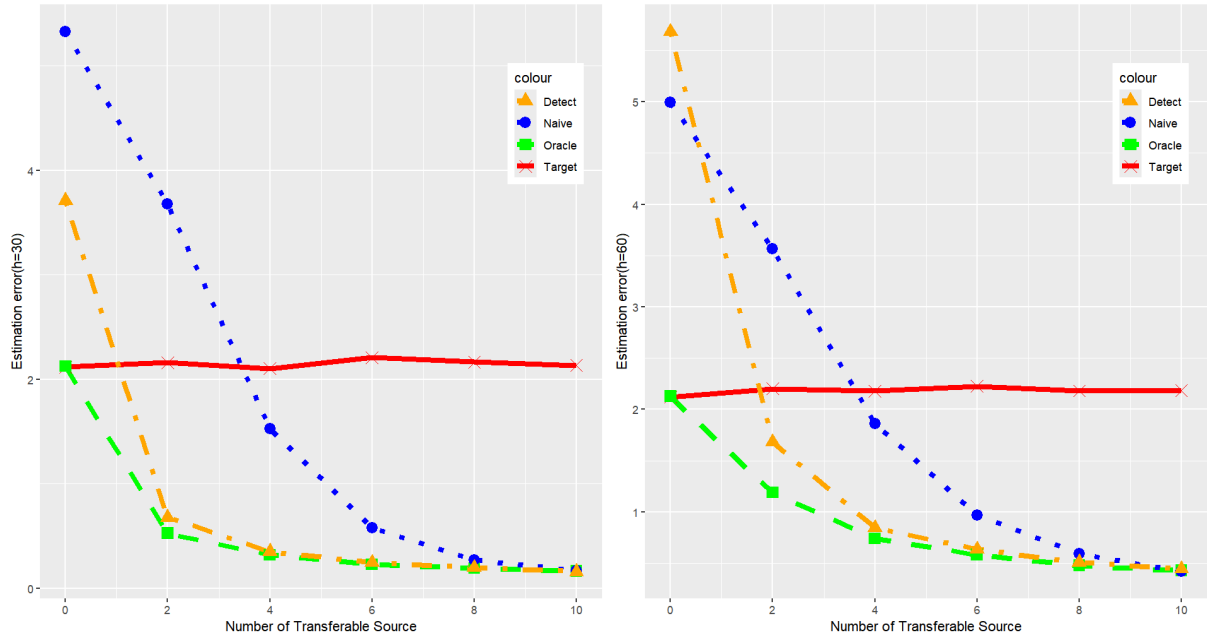 Estimation error(h=30)
4
2
0
0
2
4
6
8
10
Number of Transferable Source
colour
Detect
Naive
Oracle
Target
Estimation error(h=60)
5
4
3
2
1
0
2
4
6
8
10
Number of Transferable Source
colour
Detect
Naive
Oracle
Target